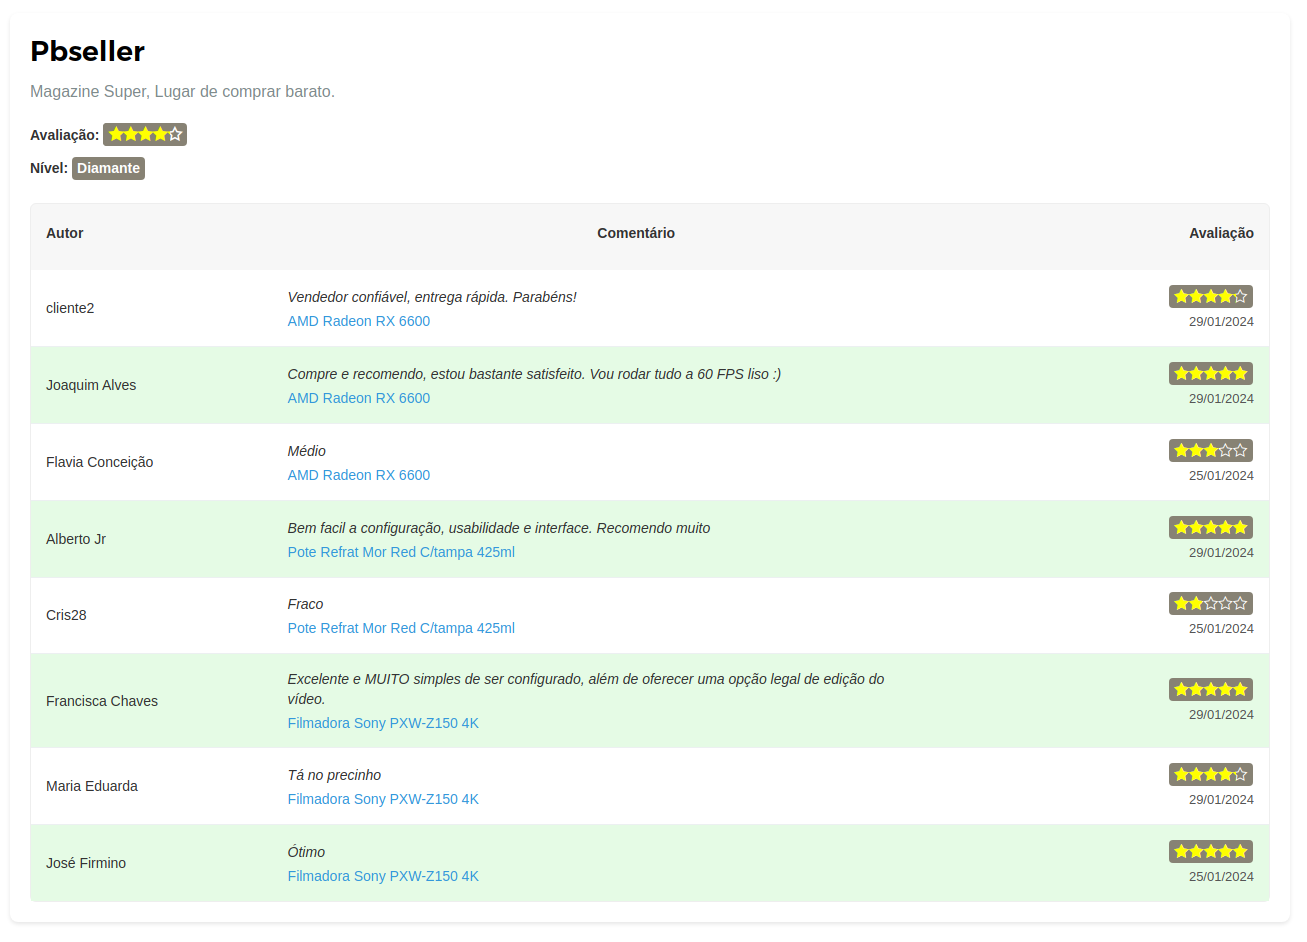 Pbseller
Magazine Super, Lugar de comprar barato.
Avaliação:
Nível: Diamante
Autor Comentário Avaliação
cliente2
Vendedor confiável, entrega rápida. Parabéns!
AMD Radeon RX 6600
29/01/2024
Joaquim Alves
Compre e recomendo, estou bastante satisfeito. Vou rodar tudo a 60 FPS liso :)
AMD Radeon RX 6600
29/01/2024
Flavia Conceição
Médio
AMD Radeon RX 6600
25/01/2024
Alberto Jr
Bem facil a configuração, usabilidade e interface. Recomendo muito
Pote Refrat Mor Red C/tampa 425ml
29/01/2024
Cris28
Fraco
Pote Refrat Mor Red C/tampa 425ml
25/01/2024
Francisca Chaves
Excelente e MUITO simples de ser configurado, além de oferecer uma opção legal de edição do
vídeo.
Filmadora Sony PXW-Z150 4K
29/01/2024
Maria Eduarda
Tá no precinho
Filmadora Sony PXW-Z150 4K
29/01/2024
José Firmino
Ótimo
Filmadora Sony PXW-Z150 4K
25/01/2024